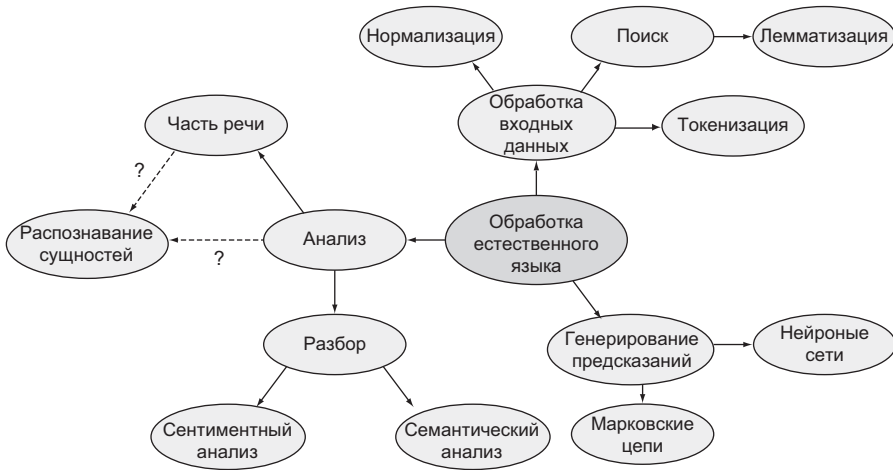 Нормализация
Поиск
Лемматизация
Обработка
входных
данных
Токенизация
Часть речи
?
Распознавание
сущностей
?
Анализ
Обработка
естественного
языка
Разбор
Генерирование
предсказаний
Нейроные
сети
Сентиментный
анализ
Семантический
анализ
Марковские
цепи